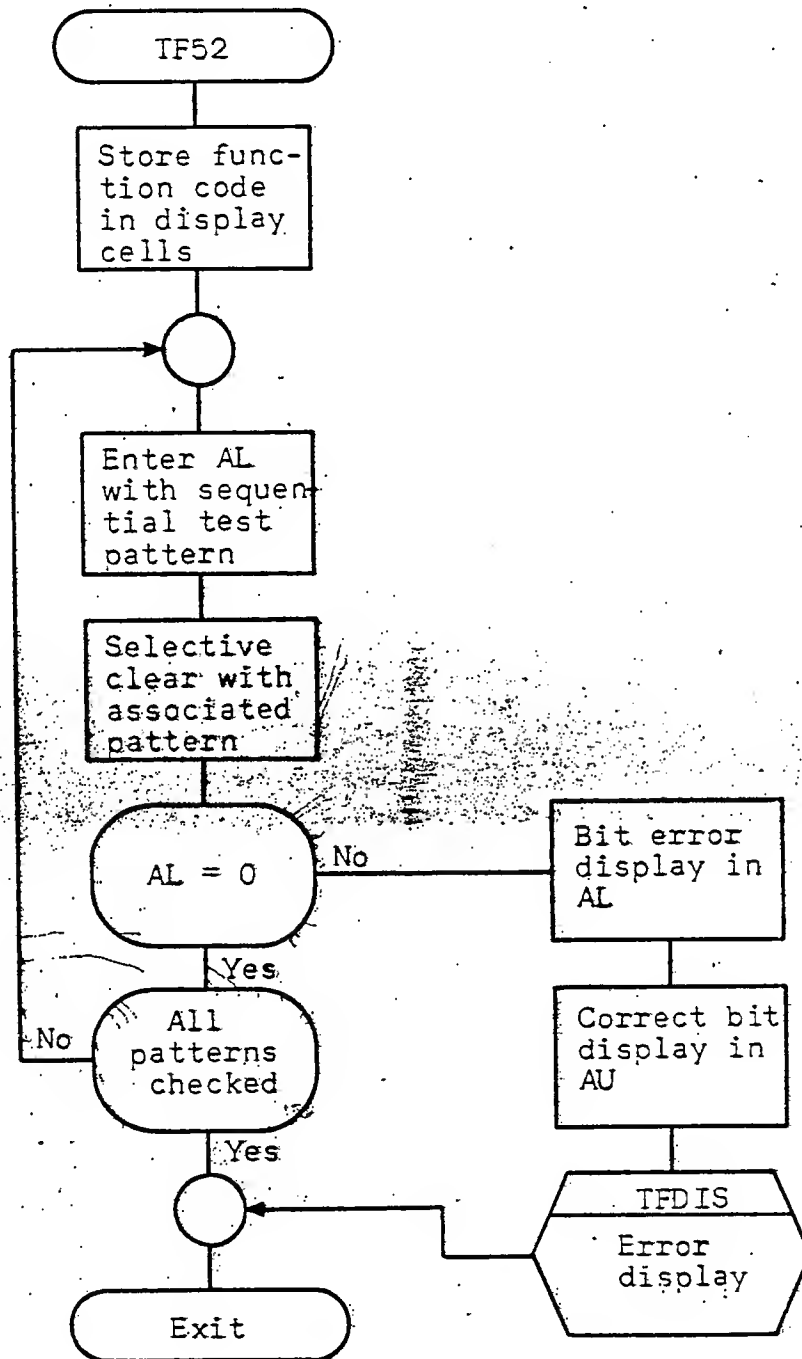 TF52
Store func-
tion code
in display
cells
Enter AL
with sequen-
tial test
pattern
Selective
clear with
associated
pattern
AL = 0
No
Yes
All
patterns
checked
No
Yes
Bit error
display in
AL
Correct bit
display in
AU
TFDIS
Error
display
Exit